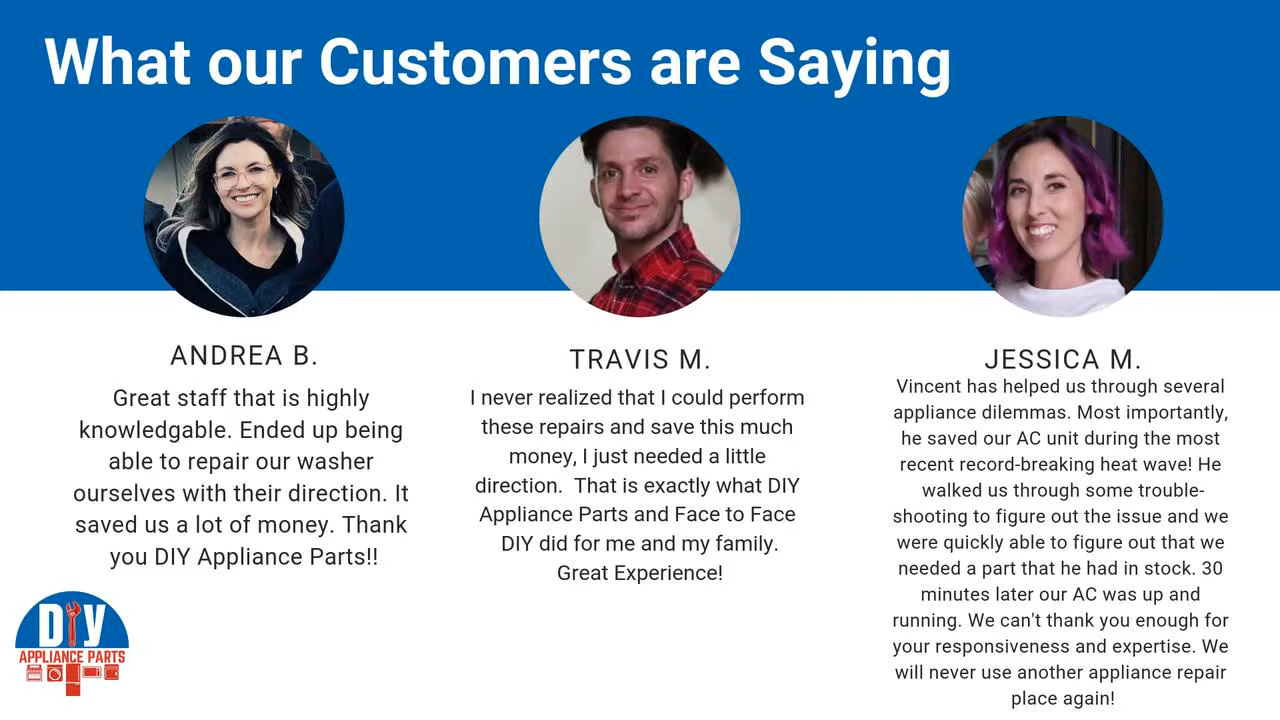 What our Customers are Saying
ANDREA B.
Great staff that is highly
knowledgable. Ended up being
able to repair our washer
ourselves with their direction. It
saved us a lot of money. Thank
you DIY Appliance Parts!!
TRAVIS M.
I never realized that I could perform
these repairs and save this much
money, I just needed a little
direction.  That is exactly what DIY
Appliance Parts and Face to Face
DIY did for me and my family.
Great Experience!
JESSICA M.
Vincent has helped us through several
appliance dilemmas. Most importantly,
he saved our AC unit during the most
recent record-breaking heat wave! He
walked us through some trouble-
shooting to figure out the issue and we
were quickly able to figure out that we
needed a part that he had in stock. 30
minutes later our AC was up and
running. We can't thank you enough for
your responsiveness and expertise. We
will never use another appliance repair
place again!
DIY
APPLIANCE PARTS